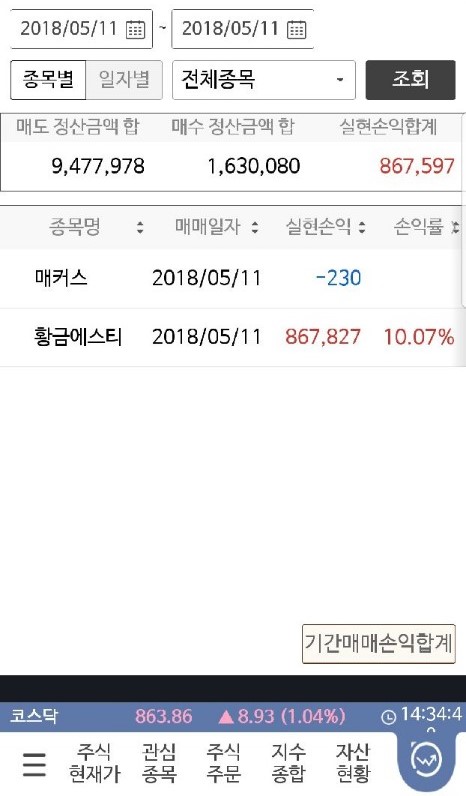 2018/05/11 ~ 2018/05/11
종목별 일자별 전체종목 조회
매도 정산금액 합 매수 정산금액 합 실현손익합계
9,477,978 1,630,080 867,597
종목명 매매일자 실현손익 손익률
매커스 2018/05/11 -230
황금에스티 2018/05/11 867,827 10.07%
기간매매손익합계
코스닥 863.86 ▲8.93 (1.04%) 14:34:4
주식 관심 주식 지수 자산
현재가 종목 주문 종합 현황